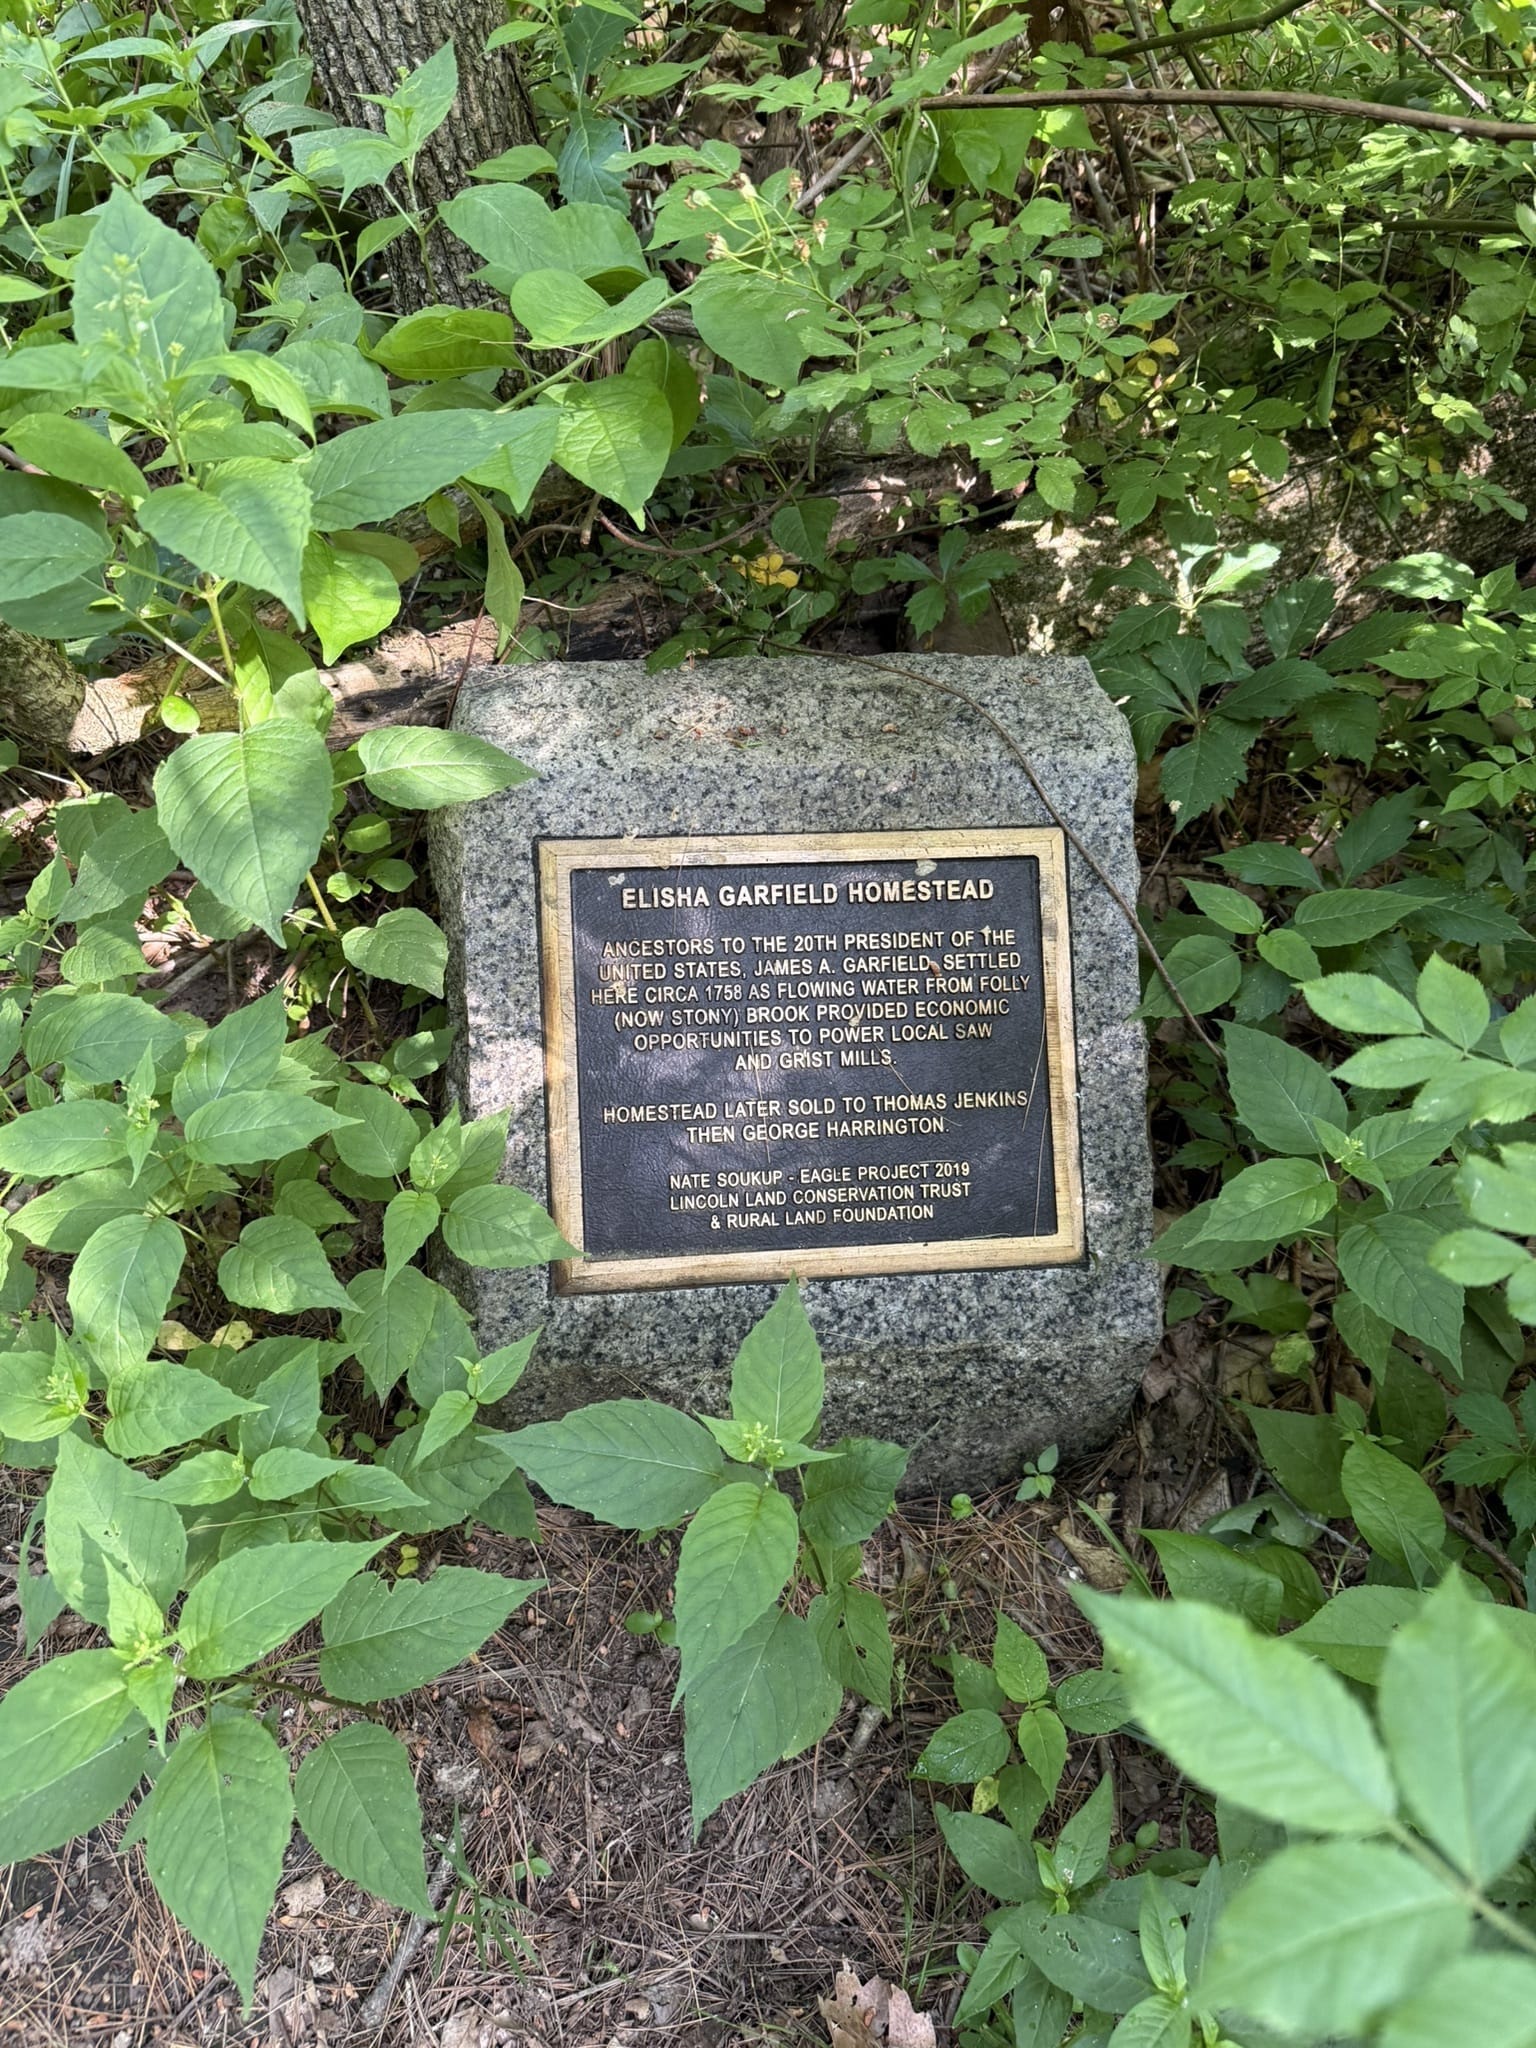 ELISHA GARFIELD HOMESTEAD
ANCESTORS TO THE 20TH PRESIDENT OF THE
UNITED STATES, JAMES A. GARFIELD, SETTLED
HERE CIRCA 1758 AS FLOWING WATER FROM FOLLY
(NOW STONY) BROOK PROVIDED ECONOMIC
OPPORTUNITIES TO POWER LOCAL SAW
AND GRIST MILLS.
HOMESTEAD LATER SOLD TO THOMAS JENKINS
THEN GEORGE HARRINGTON.
NATE SOUKUP - EAGLE PROJECT 2019
LINCOLN LAND CONSERVATION TRUST
& RURAL LAND FOUNDATION